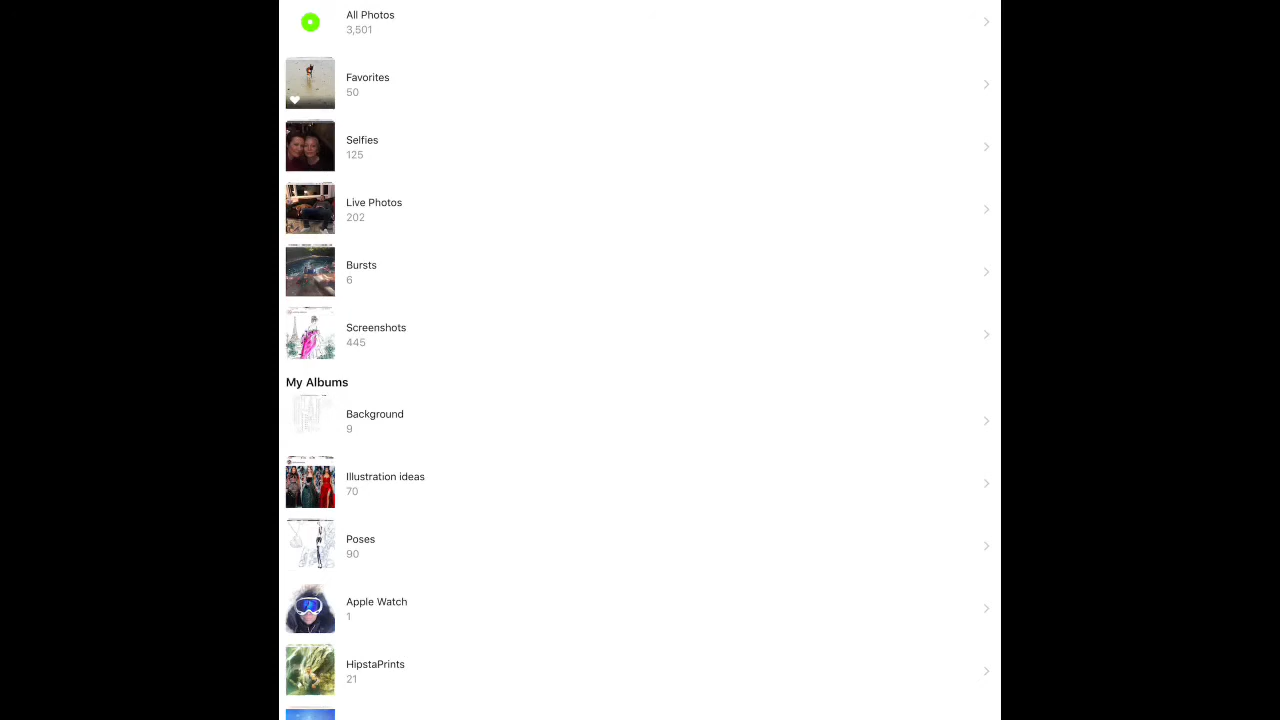 All Photos
3,501
Favorites
50
Selfies
125
Live Photos
202
Bursts
6
Screenshots
445
My Albums
Background
9
Illustration ideas
70
Poses
90
Apple Watch
1
HipstaPrints
21